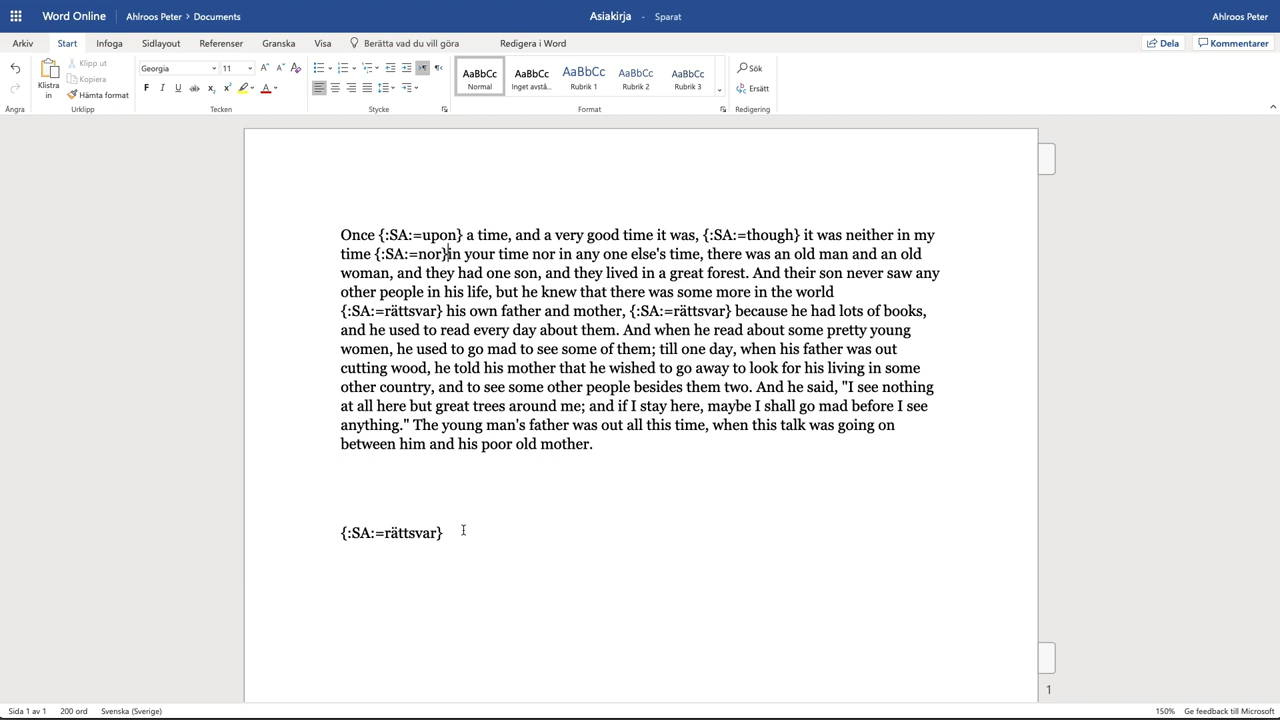 Word Online Ahlroos Peter > Documents Asiakirja - Sparat Ahlroos Peter
Arkiv Start Infoga Sidlayout Referenser Granska Visa Berätta vad du vill göra Redigera i Word Dela Kommentarer
Klistra in Klipp ut Kopiera Hämta format
Georgia 11
AaBbCc AaBbCc AaBbCc AaBbCc AaBbCc
Normal Inget avstå... Rubrik 1 Rubrik 2 Rubrik 3
Sök
Ersätt
Ångra Urklipp Tecken Stycke Format Redigering
Once {:SA:=upon} a time, and a very good time it was, {:SA:=though} it was neither in my
time {:SA:=nor}in your time nor in any one else's time, there was an old man and an old
woman, and they had one son, and they lived in a great forest. And their son never saw any
other people in his life, but he knew that there was some more in the world
{:SA:=rättsvar} his own father and mother, {:SA:=rättsvar} because he had lots of books,
and he used to read every day about them. And when he read about some pretty young
women, he used to go mad to see some of them; till one day, when his father was out
cutting wood, he told his mother that he wished to go away to look for his living in some
other country, and to see some other people besides them two. And he said, "I see nothing
at all here but great trees around me; and if I stay here, maybe I shall go mad before I see
anything." The young man's father was out all this time, when this talk was going on
between him and his poor old mother.
{:SA:=rättsvar}
1
Sida 1 av 1 200 ord Svenska (Sverige) 150% Ge feedback till Microsoft